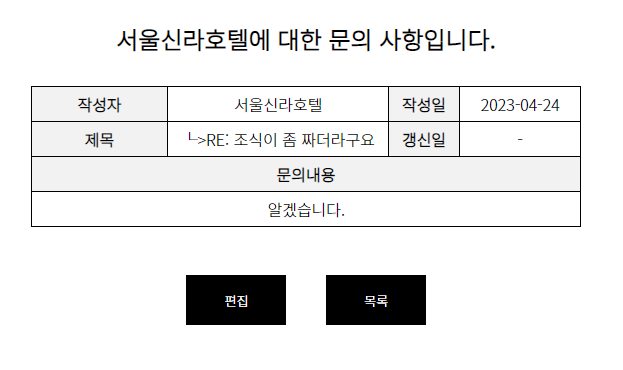 서울신라호텔에 대한 문의 사항입니다.
작성자 서울신라호텔 작성일 2023-04-24
제목 ┕>RE: 조식이 좀 짜더라구요 갱신일 -
문의내용
알겠습니다.
편집 목록